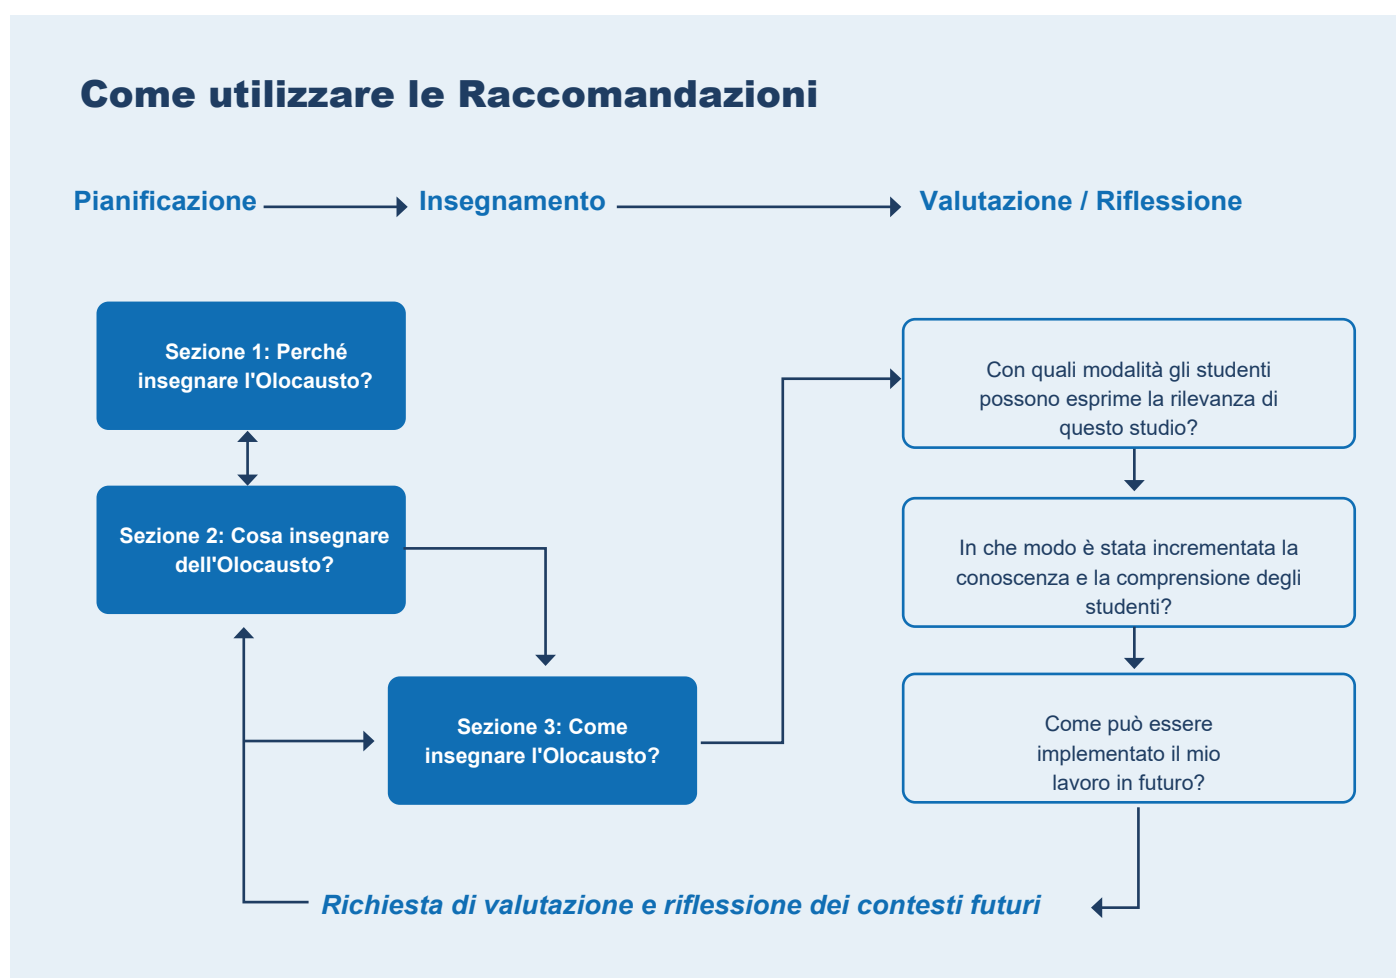 Come utilizzare le Raccomandazioni
Pianificazione
Insegnamento
Valutazione / Riflessione
Sezione 1: Perché
insegnare l'Olocausto?
Sezione 2: Cosa insegnare
dell'Olocausto?
Sezione 3: Come
insegnare l'Olocausto?
Con quali modalità gli studenti
possono esprime la rilevanza di
questo studio?
In che modo è stata incrementata la
conoscenza e la comprensione degli
studenti?
Come può essere
implementato il mio
lavoro in futuro?
Richiesta di valutazione e riflessione dei contesti futuri